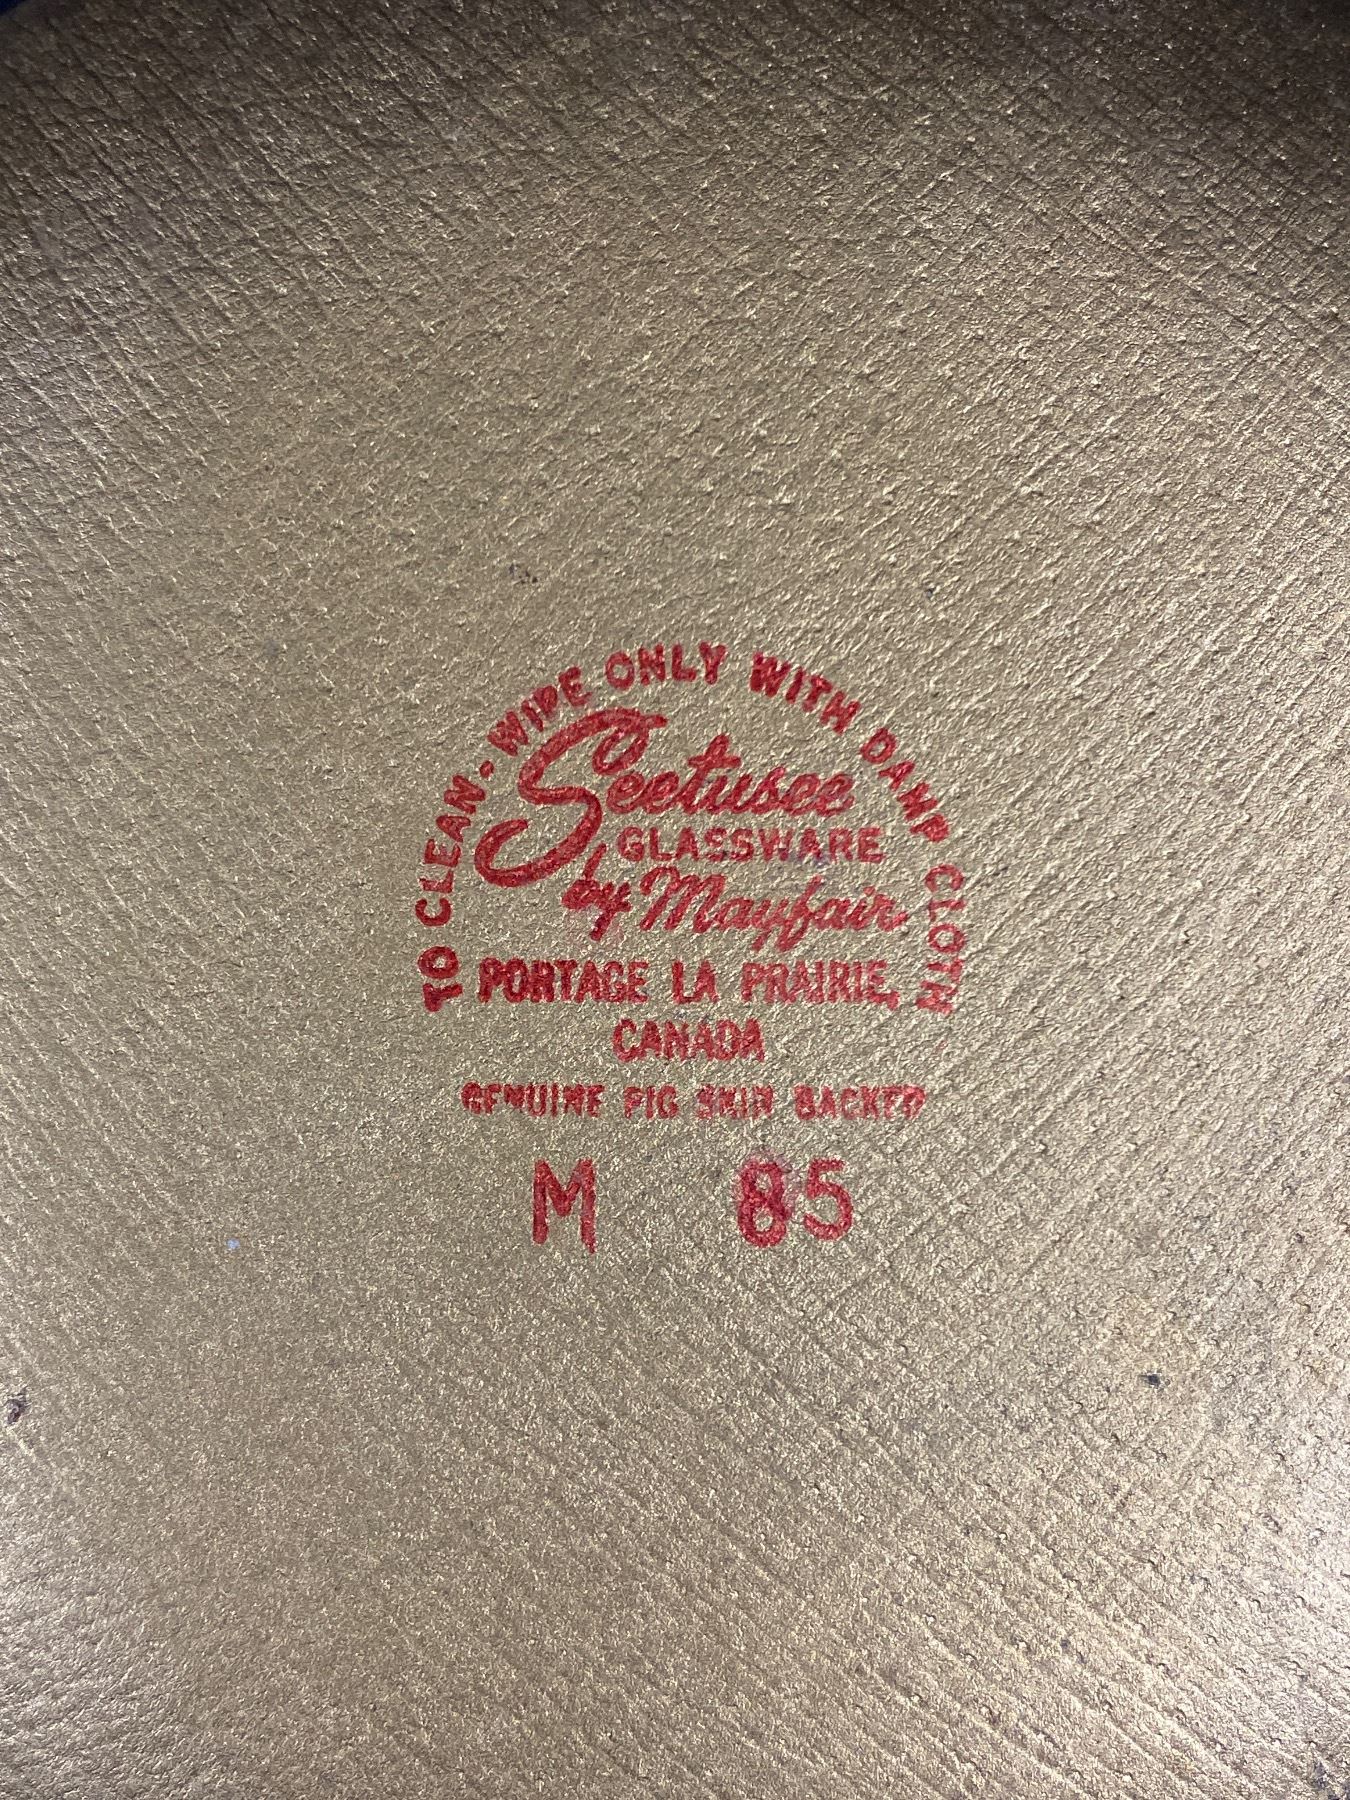 TO CLEAN - WIPE ONLY WITH DAMP CLOTH
Seetusee
GLASSWARE
by Mayfair
PORTAGE LA PRAIRIE,
CANADA
GENUINE PIG SKIN BACKED
M 85